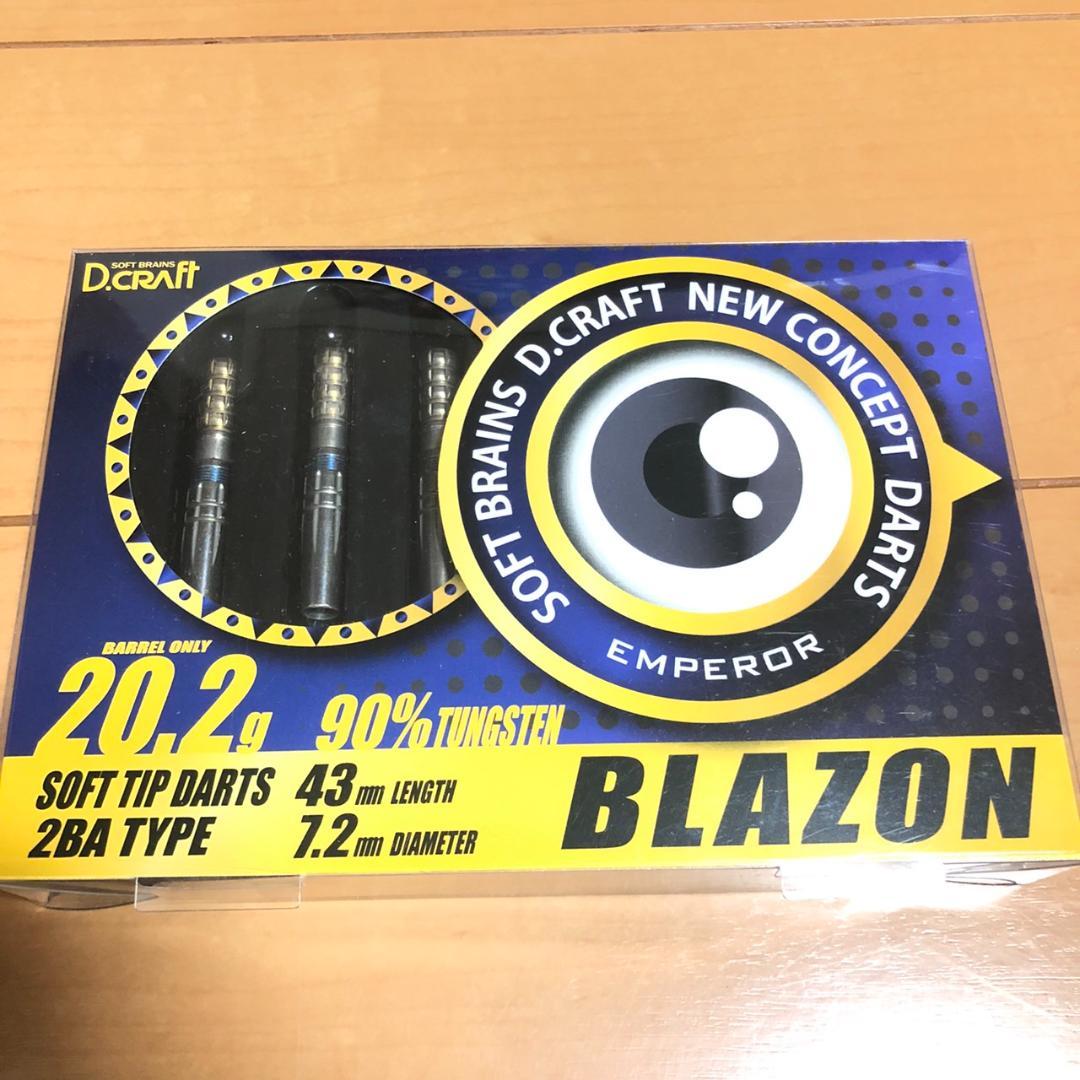 SOFT BRAINS
D.CRAft
SOFT BRAINS D.CRAFT NEW CONCEPT DARTS
EMPEROR
BARREL ONLY
20.2g
90% TUNGSTEN
SOFT TIP DARTS
2BA TYPE
43mm LENGTH
7.2mm DIAMETER
BLAZON